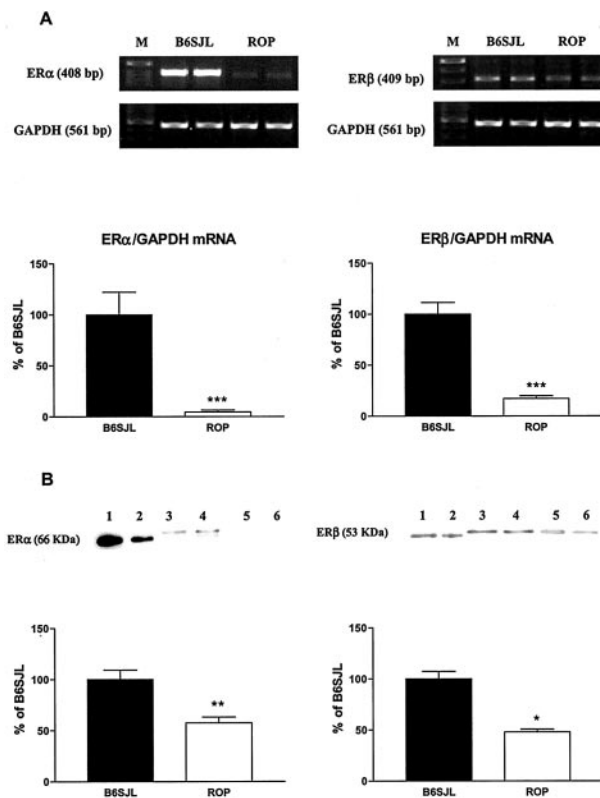 A
M B6SJL ROP
ERα (408 bp)
GAPDH (561 bp)
M B6SJL ROP
ERβ (409 bp)
GAPDH (561 bp)
ERα/GAPDH mRNA
% of B6SJL
150
100
50
0
***
B6SJL ROP
ERβ/GAPDH mRNA
% of B6SJL
150
100
50
0
***
B6SJL ROP
B
1 2 3 4 5 6
ERα (66 KDa)
1 2 3 4 5 6
ERβ (53 KDa)
% of B6SJL
150
100
50
0
**
B6SJL ROP
% of B6SJL
150
100
50
0
*
B6SJL ROP